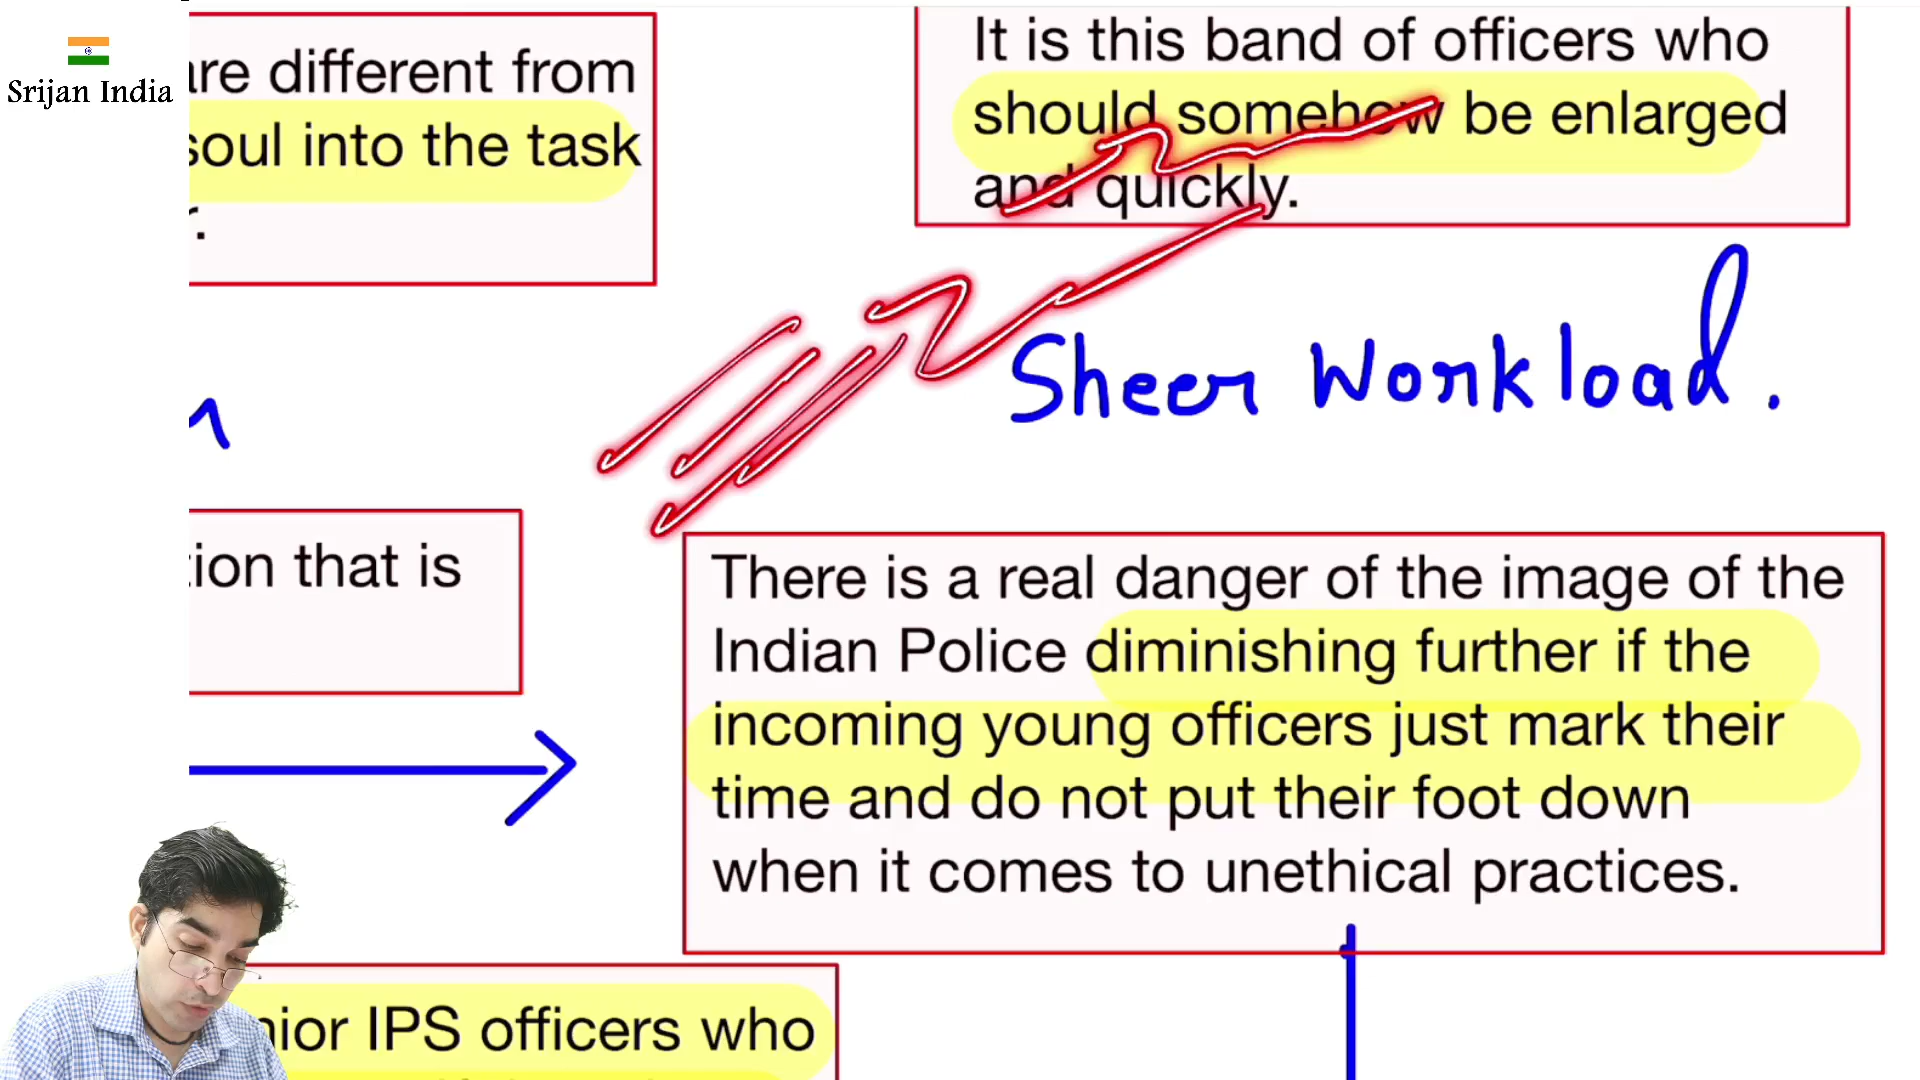 Srijan India
are different from
soul into the task
r.
It is this band of officers who
should somehow be enlarged
and quickly.
Sheer Workload.
tion that is
There is a real danger of the image of the
Indian Police diminishing further if the
incoming young officers just mark their
time and do not put their foot down
when it comes to unethical practices.
nior IPS officers who